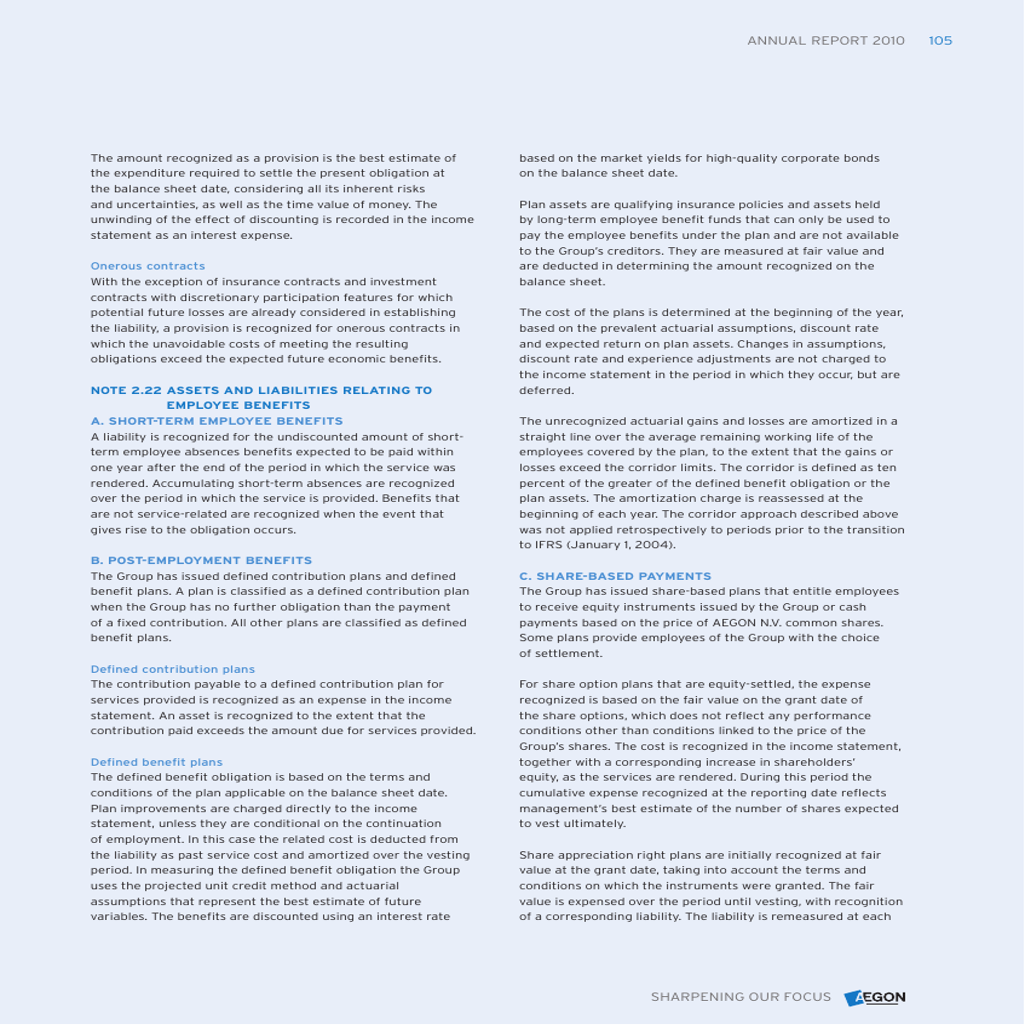 ANNUAL REPORT 2010 105
The amount recognized as a provision is the best estimate of
the expenditure required to settle the present obligation at
the balance sheet date, considering all its inherent risks
and uncertainties, as well as the time value of money. The
unwinding of the effect of discounting is recorded in the income
statement as an interest expense.
Onerous contracts
With the exception of insurance contracts and investment
contracts with discretionary participation features for which
potential future losses are already considered in establishing
the liability, a provision is recognized for onerous contracts in
which the unavoidable costs of meeting the resulting
obligations exceed the expected future economic benefits.
NOTE 2.22 ASSETS AND LIABILITIES RELATING TO
EMPLOYEE BENEFITS
A. SHORT-TERM EMPLOYEE BENEFITS
A liability is recognized for the undiscounted amount of short-
term employee absences benefits expected to be paid within
one year after the end of the period in which the service was
rendered. Accumulating short-term absences are recognized
over the period in which the service is provided. Benefits that
are not service-related are recognized when the event that
gives rise to the obligation occurs.
B. POST-EMPLOYMENT BENEFITS
The Group has issued defined contribution plans and defined
benefit plans. A plan is classified as a defined contribution plan
when the Group has no further obligation than the payment
of a fixed contribution. All other plans are classified as defined
benefit plans.
Defined contribution plans
The contribution payable to a defined contribution plan for
services provided is recognized as an expense in the income
statement. An asset is recognized to the extent that the
contribution paid exceeds the amount due for services provided.
Defined benefit plans
The defined benefit obligation is based on the terms and
conditions of the plan applicable on the balance sheet date.
Plan improvements are charged directly to the income
statement, unless they are conditional on the continuation
of employment. In this case the related cost is deducted from
the liability as past service cost and amortized over the vesting
period. In measuring the defined benefit obligation the Group
uses the projected unit credit method and actuarial
assumptions that represent the best estimate of future
variables. The benefits are discounted using an interest rate
based on the market yields for high-quality corporate bonds
on the balance sheet date.
Plan assets are qualifying insurance policies and assets held
by long-term employee benefit funds that can only be used to
pay the employee benefits under the plan and are not available
to the Group's creditors. They are measured at fair value and
are deducted in determining the amount recognized on the
balance sheet.
The cost of the plans is determined at the beginning of the year,
based on the prevalent actuarial assumptions, discount rate
and expected return on plan assets. Changes in assumptions,
discount rate and experience adjustments are not charged to
the income statement in the period in which they occur, but are
deferred.
The unrecognized actuarial gains and losses are amortized in a
straight line over the average remaining working life of the
employees covered by the plan, to the extent that the gains or
losses exceed the corridor limits. The corridor is defined as ten
percent of the greater of the defined benefit obligation or the
plan assets. The amortization charge is reassessed at the
beginning of each year. The corridor approach described above
was not applied retrospectively to periods prior to the transition
to IFRS (January 1, 2004).
C. SHARE-BASED PAYMENTS
The Group has issued share-based plans that entitle employees
to receive equity instruments issued by the Group or cash
payments based on the price of AEGON N.V. common shares.
Some plans provide employees of the Group with the choice
of settlement.
For share option plans that are equity-settled, the expense
recognized is based on the fair value on the grant date of
the share options, which does not reflect any performance
conditions other than conditions linked to the price of the
Group's shares. The cost is recognized in the income statement,
together with a corresponding increase in shareholders'
equity, as the services are rendered. During this period the
cumulative expense recognized at the reporting date reflects
management's best estimate of the number of shares expected
to vest ultimately.
Share appreciation right plans are initially recognized at fair
value at the grant date, taking into account the terms and
conditions on which the instruments were granted. The fair
value is expensed over the period until vesting, with recognition
of a corresponding liability. The liability is remeasured at each
SHARPENING OUR FOCUS AEGON